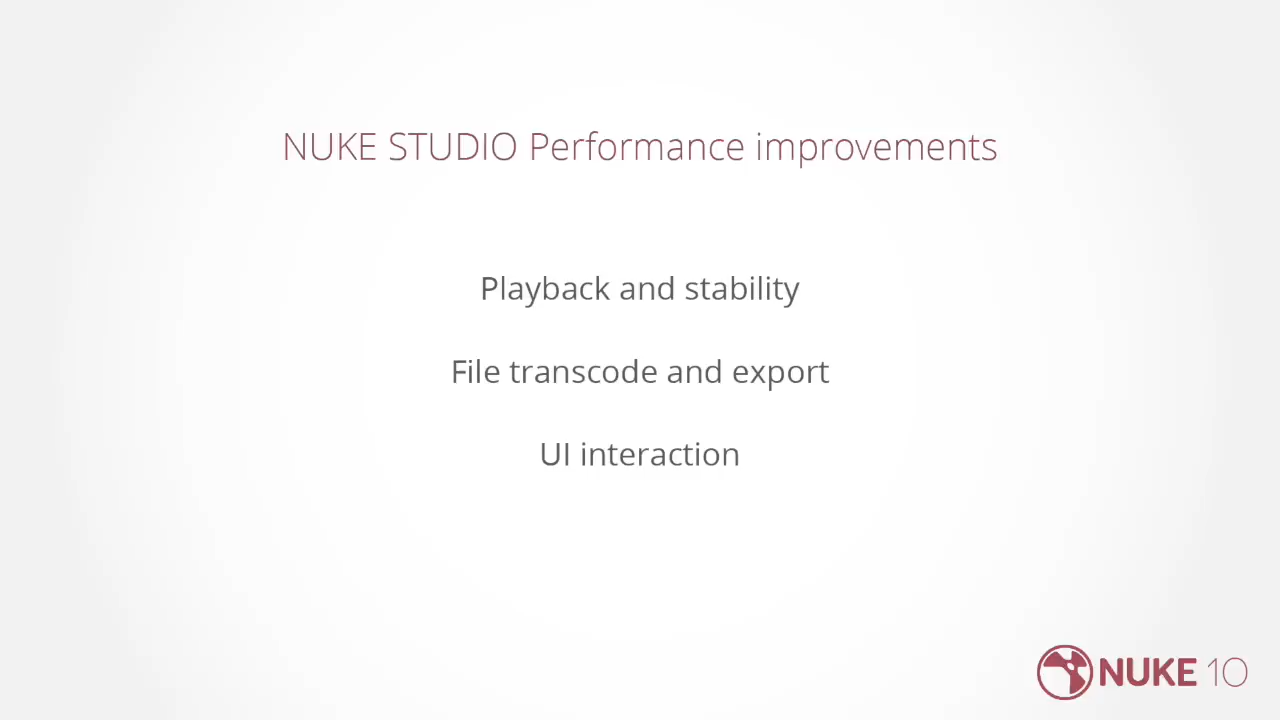 NUKE STUDIO Performance improvements
Playback and stability
File transcode and export
UI interaction
NUKE 10